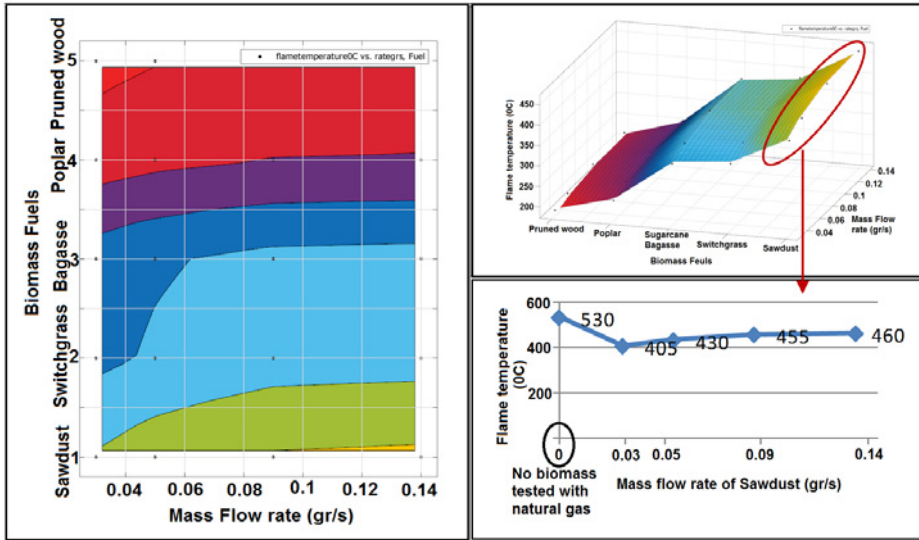 flametemperature0C vs. rategrs, Fuel
5
4
3
2
1
Pruned wood
Poplar
Bagasse
Switchgrass
Sawdust
Biomass Fuels
0.04 0.06 0.08 0.1 0.12 0.14
Mass Flow rate (gr/s)
flametemperature0C vs. rategrs, Fuel
450
400
350
300
250
200
Flame temperature (0C)
Pruned wood
Poplar
Sugarcane
Bagasse
Switchgrass
Sawdust
Biomass Feuls
0.14
0.12
0.1
0.08
0.06
0.04
Mass Flow
rate (gr/s)
600
400
200
Flame temperature
(0C)
530
405
430
455
460
0 0.03 0.05 0.09 0.14
No biomass
tested with
natural gas
Mass flow rate of Sawdust (gr/s)